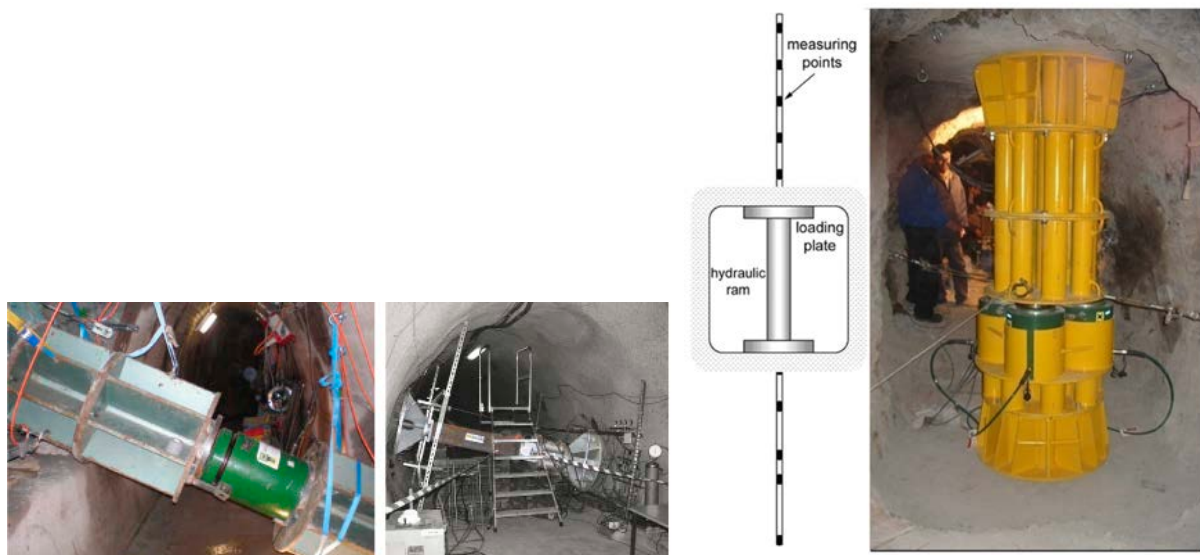 measuring
points
loading
plate
hydraulic
ram